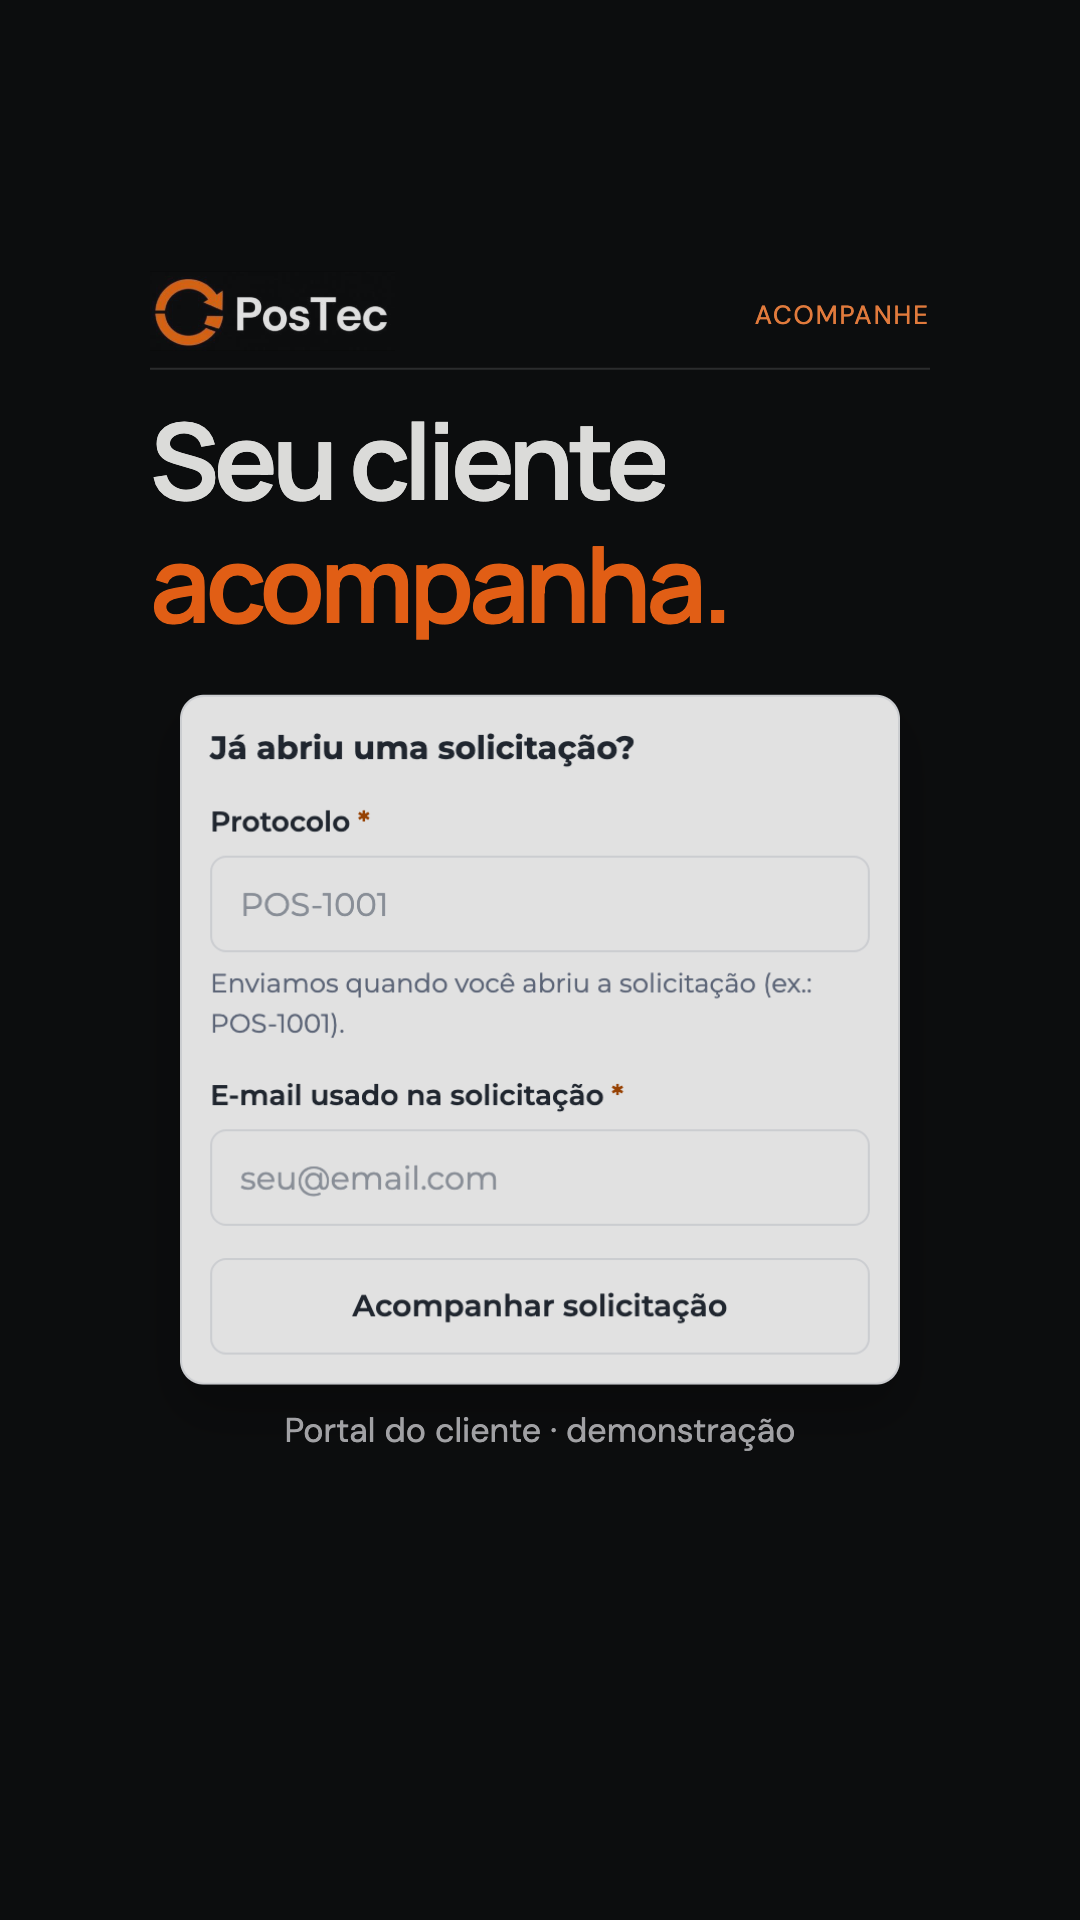 PosTec
ACOMPANHE
Seu cliente
acompanha.
Já abriu uma solicitação?
Protocolo *
POS-1001
Enviamos quando você abriu a solicitação (ex.:
POS-1001).
E-mail usado na solicitação *
seu@email.com
Acompanhar solicitação
Portal do cliente · demonstração